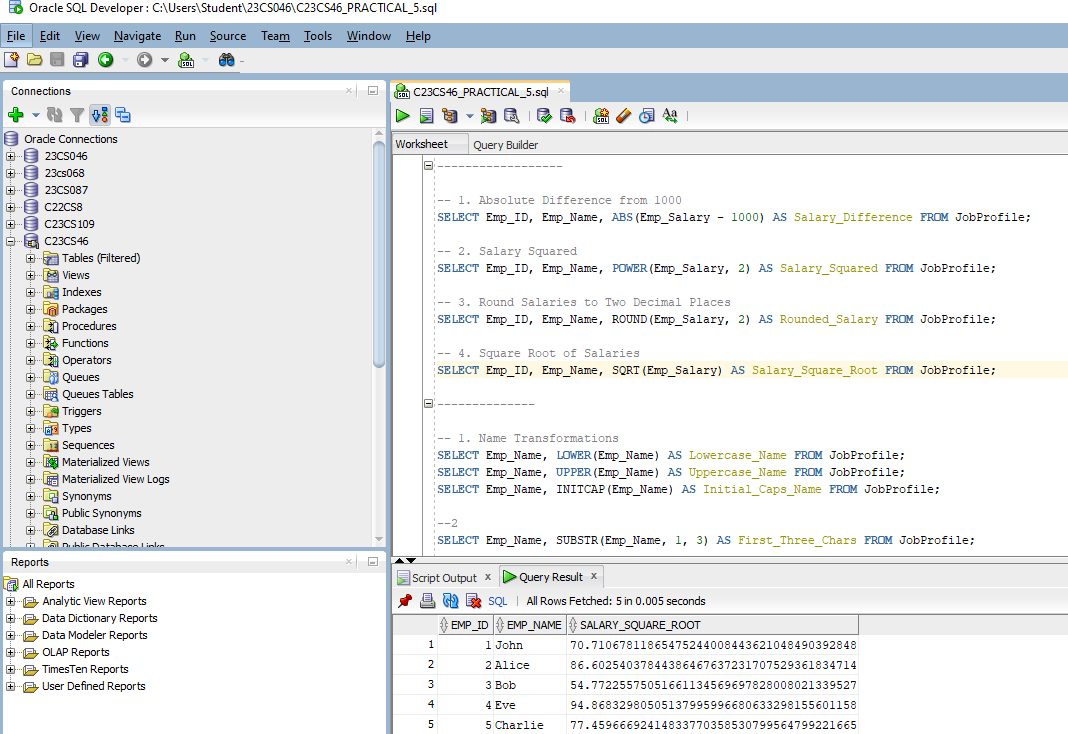 Oracle SQL Developer : C:\Users\Student\23CS046\C23CS46_PRACTICAL_5.sql
File Edit View Navigate Run Source Team Tools Window Help
Connections
Oracle Connections
23CS046
23cs068
23CS087
C22CS8
C23CS109
C23CS46
Tables (Filtered)
Views
Indexes
Packages
Procedures
Functions
Operators
Queues
Queues Tables
Triggers
Types
Sequences
Materialized Views
Materialized View Logs
Synonyms
Public Synonyms
Database Links
Public Database Links
Reports
All Reports
Analytic View Reports
Data Dictionary Reports
Data Modeler Reports
OLAP Reports
TimesTen Reports
User Defined Reports
C23CS46_PRACTICAL_5.sql
Worksheet Query Builder
------------------
-- 1. Absolute Difference from 1000
SELECT Emp_ID, Emp_Name, ABS(Emp_Salary - 1000) AS Salary_Difference FROM JobProfile;
-- 2. Salary Squared
SELECT Emp_ID, Emp_Name, POWER(Emp_Salary, 2) AS Salary_Squared FROM JobProfile;
-- 3. Round Salaries to Two Decimal Places
SELECT Emp_ID, Emp_Name, ROUND(Emp_Salary, 2) AS Rounded_Salary FROM JobProfile;
-- 4. Square Root of Salaries
SELECT Emp_ID, Emp_Name, SQRT(Emp_Salary) AS Salary_Square_Root FROM JobProfile;
--------------
-- 1. Name Transformations
SELECT Emp_Name, LOWER(Emp_Name) AS Lowercase_Name FROM JobProfile;
SELECT Emp_Name, UPPER(Emp_Name) AS Uppercase_Name FROM JobProfile;
SELECT Emp_Name, INITCAP(Emp_Name) AS Initial_Caps_Name FROM JobProfile;
--2
SELECT Emp_Name, SUBSTR(Emp_Name, 1, 3) AS First_Three_Chars FROM JobProfile;
Script Output Query Result
SQL All Rows Fetched: 5 in 0.005 seconds
EMP_ID EMP_NAME SALARY_SQUARE_ROOT
1 1 John 70.7106781186547524400844362104849039284​8
2 2 Alice 86.6025403784438646763723170752936183471​4
3 3 Bob 54.7722557505166113456969782800802133952​7
4 4 Eve 94.8683298050513799599668063329815560115​8
5 5 Charlie 77.4596669241483377035853079956479922166​5